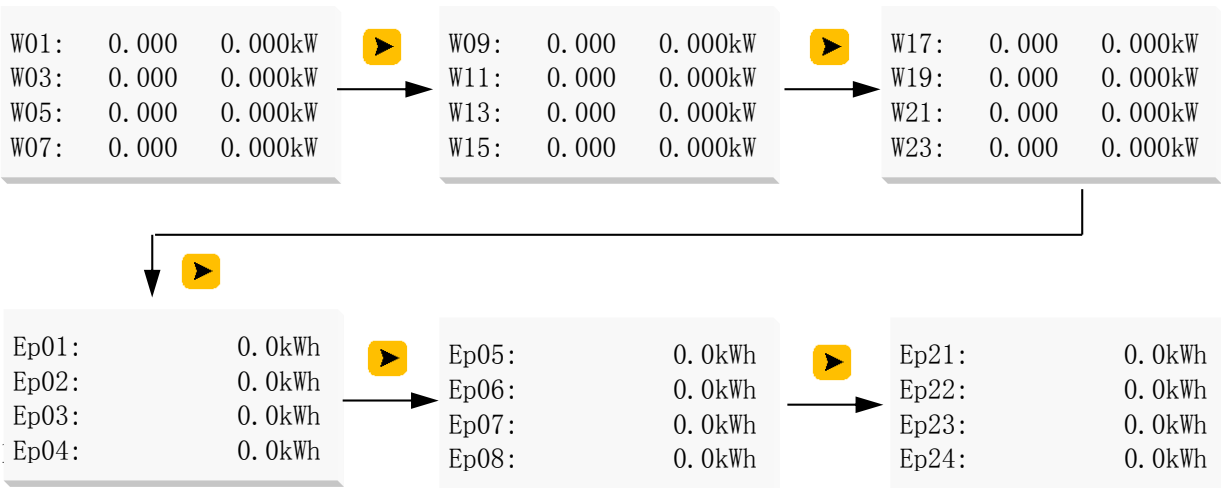 W01: 0.000 0.000kW
W03: 0.000 0.000kW
W05: 0.000 0.000kW
W07: 0.000 0.000kW
W09: 0.000 0.000kW
W11: 0.000 0.000kW
W13: 0.000 0.000kW
W15: 0.000 0.000kW
W17: 0.000 0.000kW
W19: 0.000 0.000kW
W21: 0.000 0.000kW
W23: 0.000 0.000kW
Ep01: 0.0kWh
Ep02: 0.0kWh
Ep03: 0.0kWh
Ep04: 0.0kWh
Ep05: 0.0kWh
Ep06: 0.0kWh
Ep07: 0.0kWh
Ep08: 0.0kWh
Ep21: 0.0kWh
Ep22: 0.0kWh
Ep23: 0.0kWh
Ep24: 0.0kWh